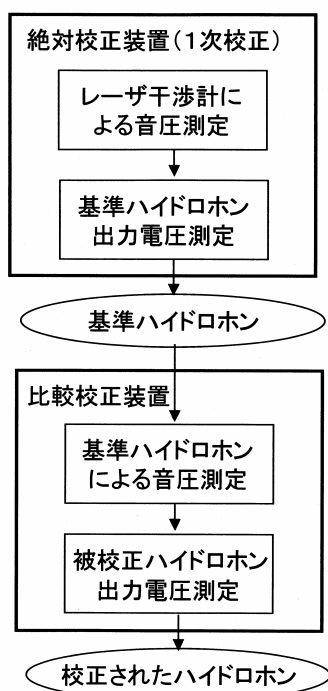 絶対校正装置(1次校正)
レーザ干渉計に
よる音圧測定
基準ハイドロホン
出力電圧測定
基準ハイドロホン
比較校正装置
基準ハイドロホン
による音圧測定
被校正ハイドロホン
出力電圧測定
校正されたハイドロホン